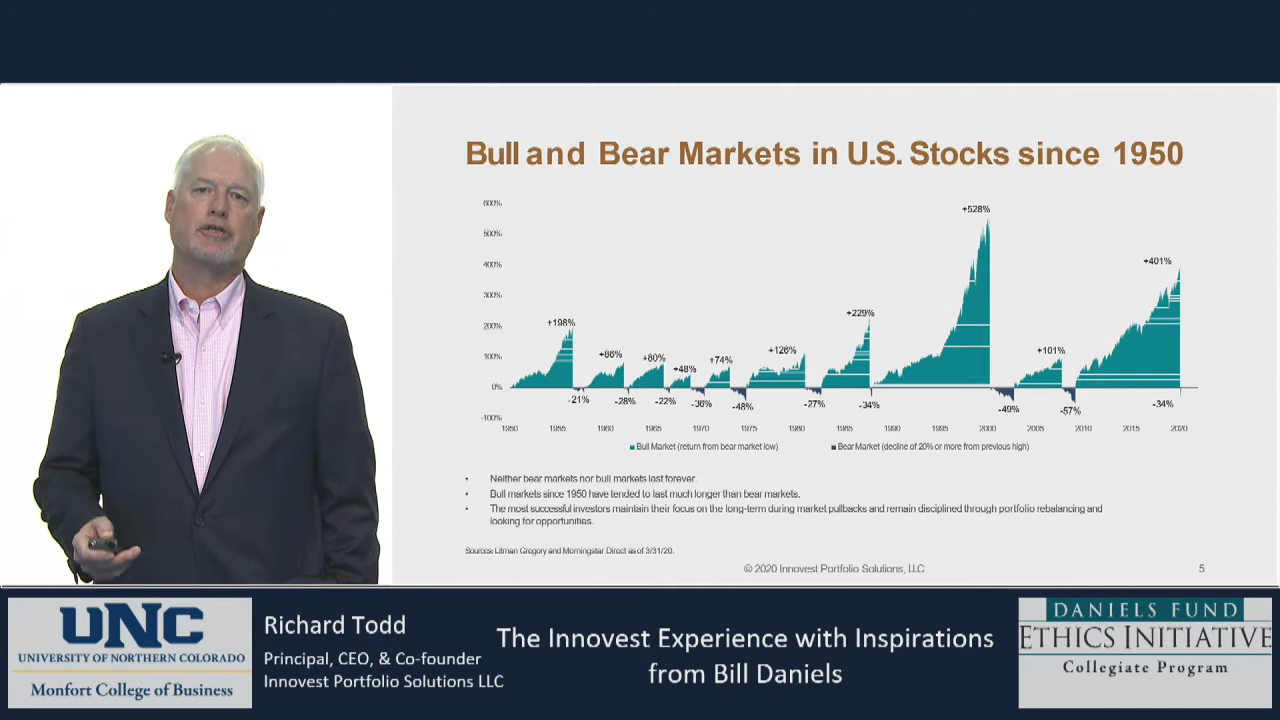 Bull and Bear Markets in U.S. Stocks since 1950
600%
500%
400%
300%
200%
100%
0%
-100%
+198%
+86%
+80%
+48%
+74%
+126%
+229%
+528%
+101%
+401%
-21%
-28%
-22%
-36%
-48%
-27%
-34%
-49%
-57%
-34%
1950 1955 1960 1965 1970 1975 1980 1985 1990 1995 2000 2005 2010 2015 2020
Bull Market (return from bear market low) Bear Market (decline of 20% or more from previous high)
• Neither bear markets nor bull markets last forever.
• Bull markets since 1950 have tended to last much longer than bear markets.
• The most successful investors maintain their focus on the long-term during market pullbacks and remain disciplined through portfolio rebalancing and
looking for opportunities.
Sources: Litman Gregory and Morningstar Direct as of 3/31/20.
© 2020 Innovest Portfolio Solutions, LLC 5
UNC
UNIVERSITY OF NORTHERN COLORADO
Monfort College of Business
Richard Todd
Principal, CEO, & Co-founder
Innovest Portfolio Solutions LLC
The Innovest Experience with Inspirations
from Bill Daniels
DANIELS FUND
ETHICS INITIATIVE
Collegiate Program